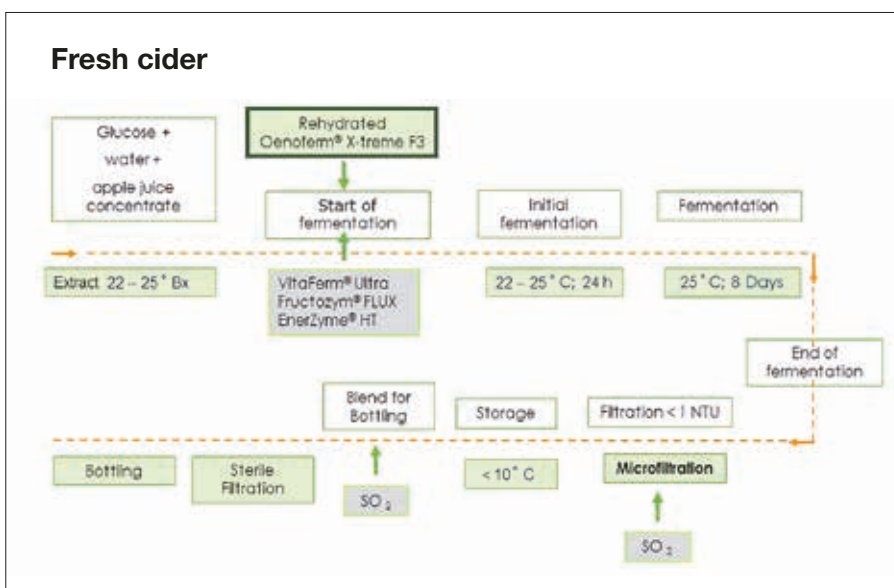 Fresh cider
Glucose +
water +
apple juice
concentrate
Rehydrated
Oenoferm® X-treme F3
Start of
fermentation
Initial
fermentation
Fermentation
Extract 22 – 25° Bx
VitaFerm® Ultra
Fructozym® FLUX
EnerZyme® HT
22 – 25° C; 24 h
25° C; 8 Days
End of
fermentation
Blend for
Bottling
Storage
Filtration < 1 NTU
Bottling
Sterile
Filtration
SO₂
< 10° C
Microfiltration
SO₂